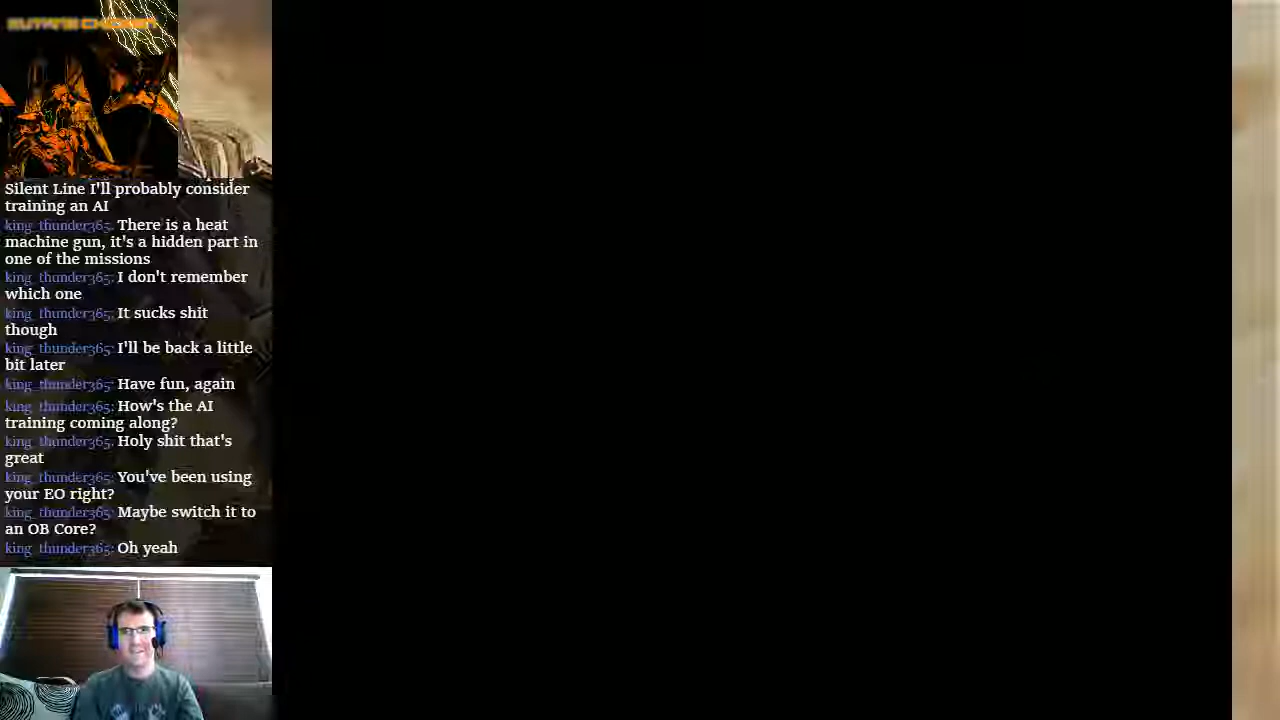 MUTANT CHICKEN
Silent Line I'll probably consider
training an AI
king_thunder365: There is a heat
machine gun, it's a hidden part in
one of the missions
king_thunder365: I don't remember
which one
king_thunder365: It sucks shit
though
king_thunder365: I'll be back a little
bit later
king_thunder365: Have fun, again
king_thunder365: How's the AI
training coming along?
king_thunder365: Holy shit that's
great
king_thunder365: You've been using
your EO right?
king_thunder365: Maybe switch it to
an OB Core?
king_thunder365: Oh yeah